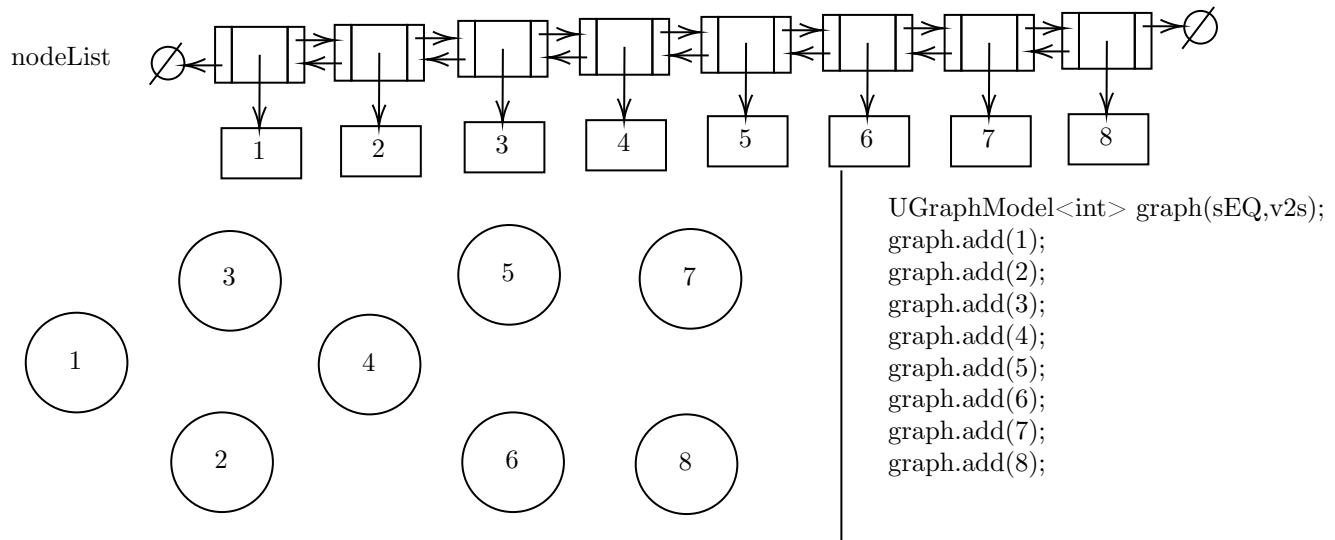 nodeList
1 2 3 4 5 6 7 8
UGraphModel<int> graph(sEQ,v2s);
graph.add(1);
graph.add(2);
graph.add(3);
graph.add(4);
graph.add(5);
graph.add(6);
graph.add(7);
graph.add(8);
3 5 7
1 4
2 6 8